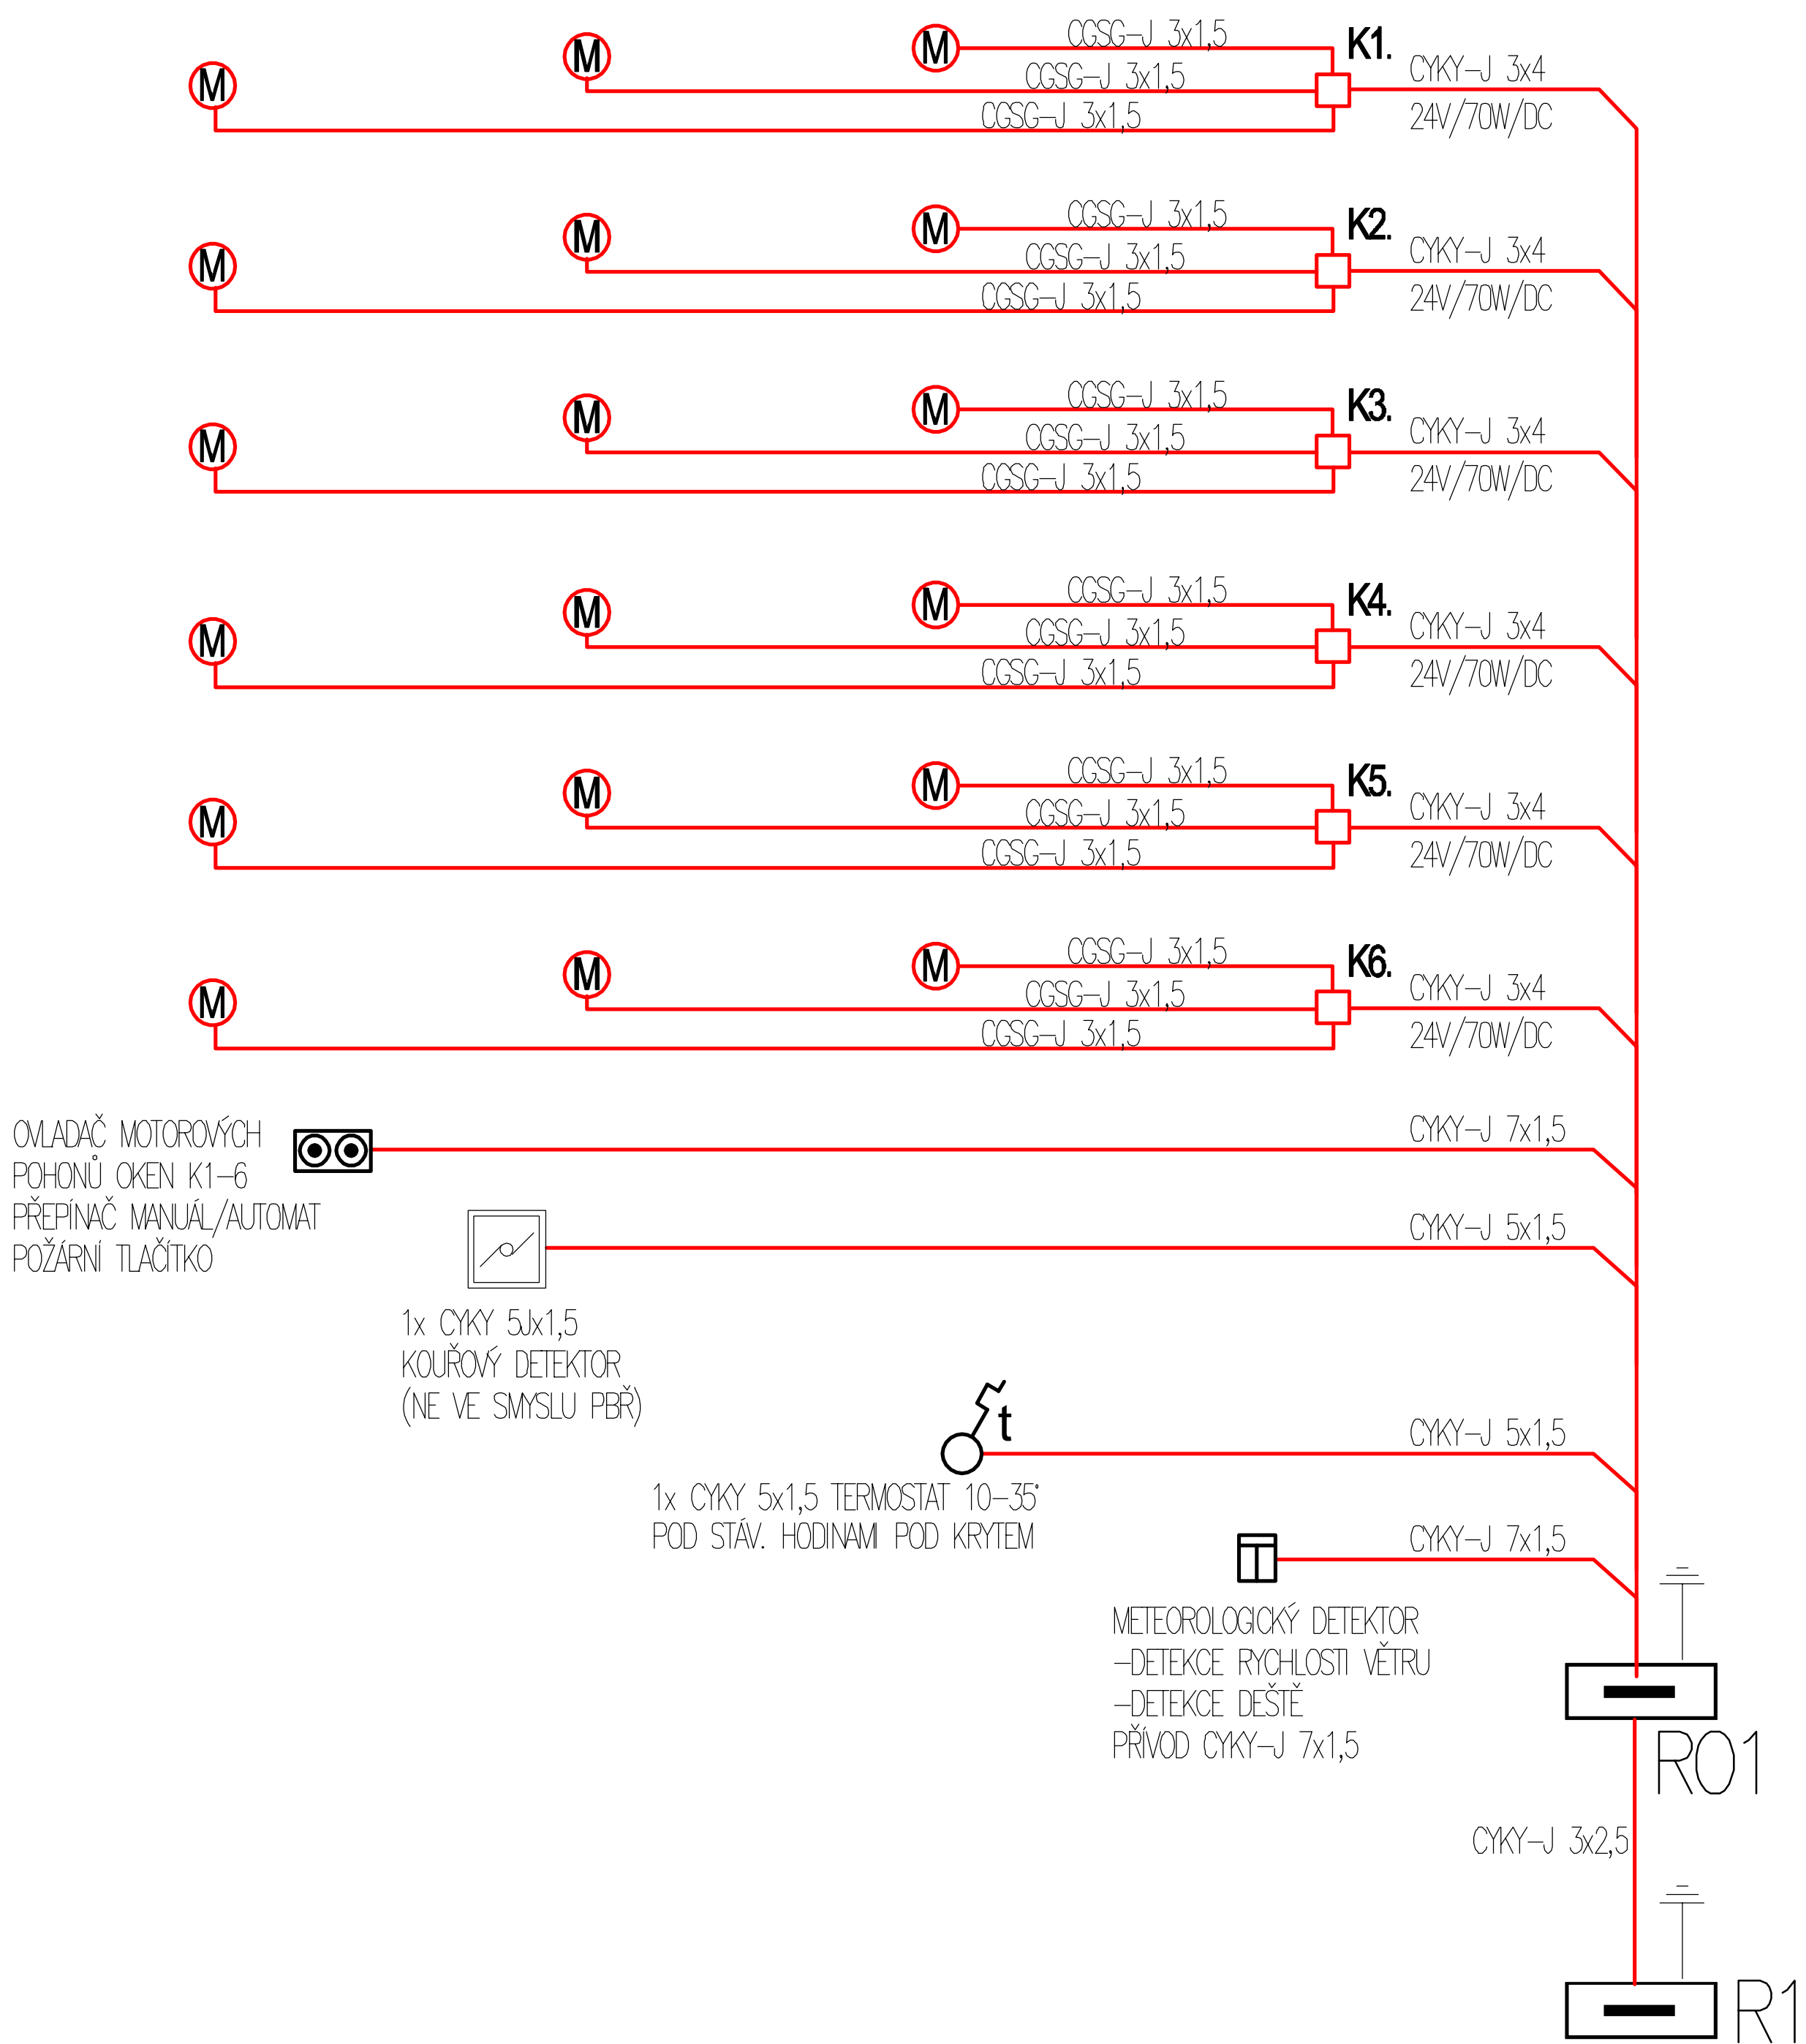 M
M
M
CGSG-J 3x1,5
K1.
CGSG-J 3x1,5
CGSG-J 3x1,5
CYKY-J 3x4
24V/70W/DC
M
M
M
CGSG-J 3x1,5
K2.
CGSG-J 3x1,5
CGSG-J 3x1,5
CYKY-J 3x4
24V/70W/DC
M
M
M
CGSG-J 3x1,5
K3.
CGSG-J 3x1,5
CGSG-J 3x1,5
CYKY-J 3x4
24V/70W/DC
M
M
M
CGSG-J 3x1,5
K4.
CGSG-J 3x1,5
CGSG-J 3x1,5
CYKY-J 3x4
24V/70W/DC
M
M
M
CGSG-J 3x1,5
K5.
CGSG-J 3x1,5
CGSG-J 3x1,5
CYKY-J 3x4
24V/70W/DC
M
M
M
CGSG-J 3x1,5
K6.
CGSG-J 3x1,5
CGSG-J 3x1,5
CYKY-J 3x4
24V/70W/DC
OVLADAČ MOTOROVÝCH
POHONŮ OKEN K1-6
PŘEPÍNAČ MANUÁL/AUTOMAT
POŽÁRNÍ TLAČÍTKO
CYKY-J 7x1,5
CYKY-J 5x1,5
1x CYKY 5Jx1,5
KOUŘOVÝ DETEKTOR
(NE VE SMYSLU PBŘ)
t
CYKY-J 5x1,5
1x CYKY 5x1,5 TERMOSTAT 10-35°
POD STÁV. HODINAMI POD KRYTEM
CYKY-J 7x1,5
METEOROLOGICKÝ DETEKTOR
-DETEKCE RYCHLOSTI VĚTRU
-DETEKCE DEŠTĚ
PŘÍVOD CYKY-J 7x1,5
RO1
CYKY-J 3x2,5
R1